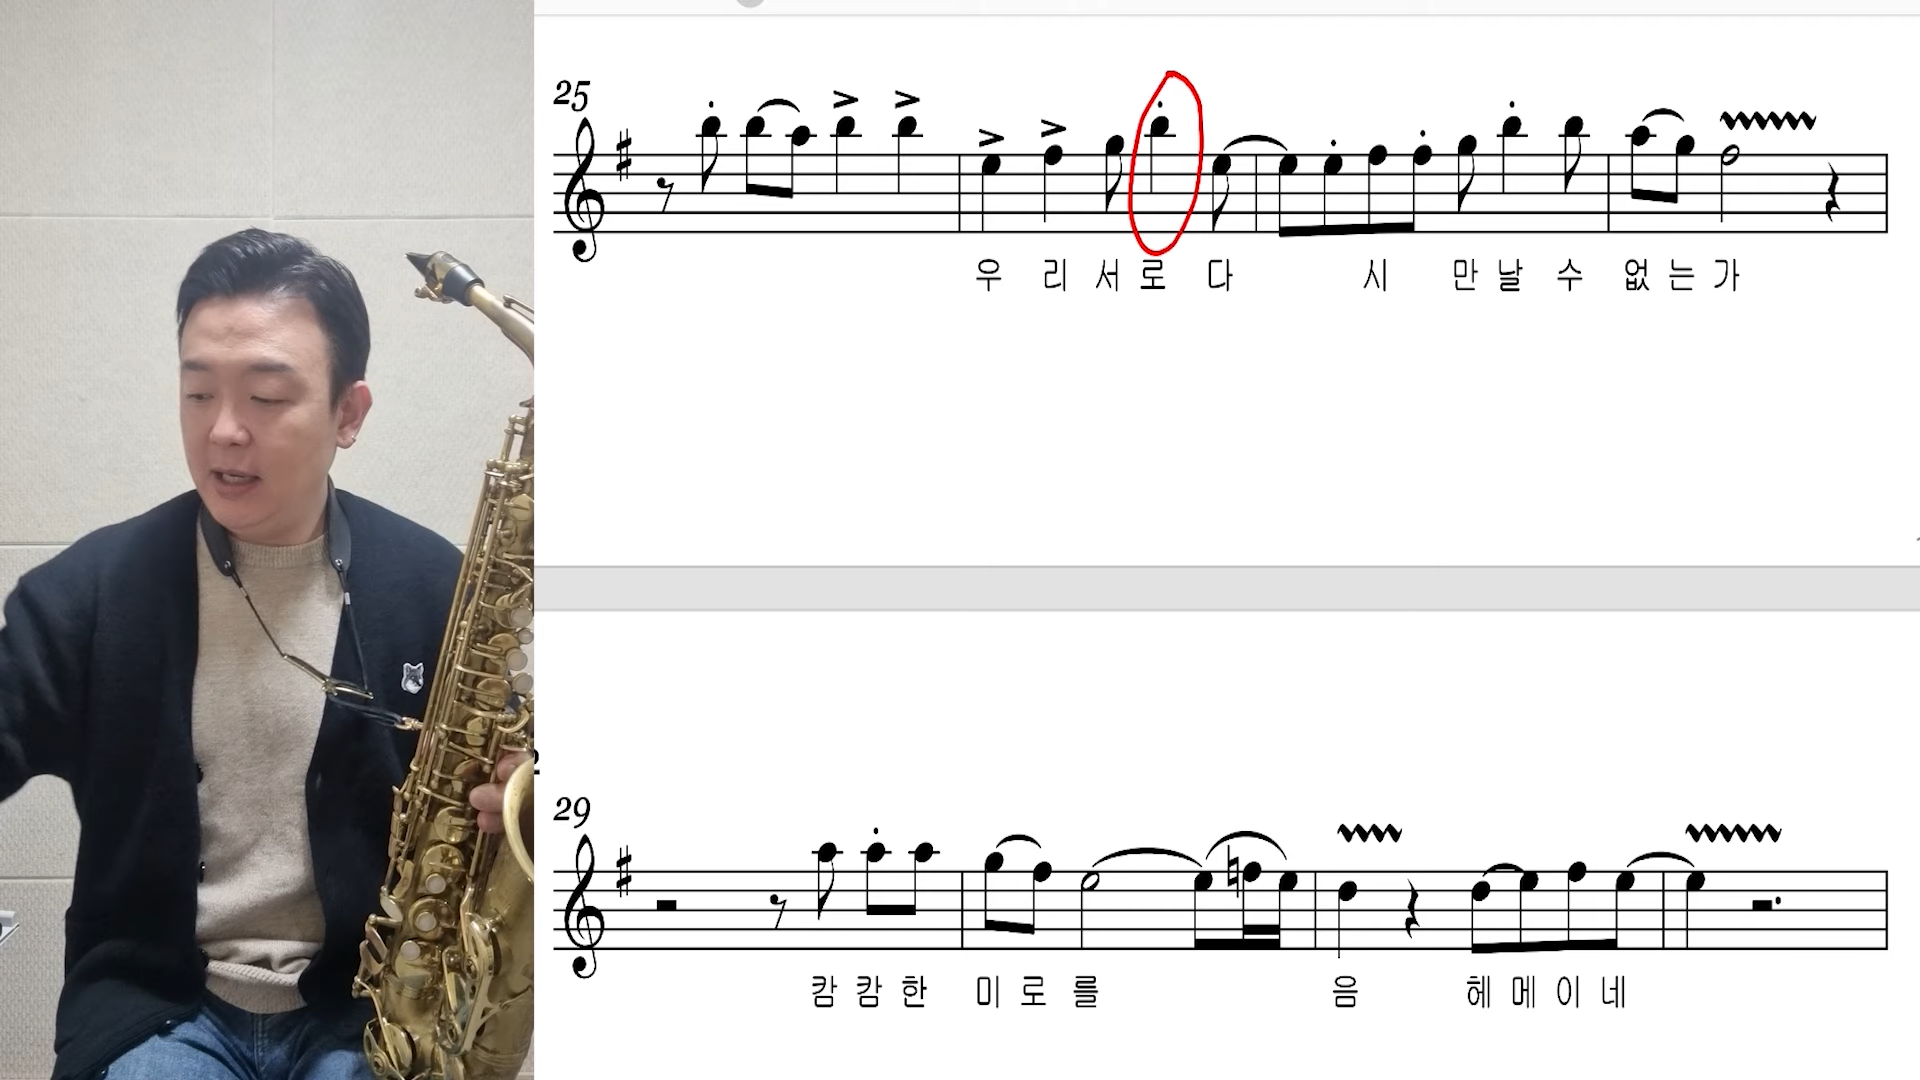 25
우 리 서 로 다 시 만 날 수 없 는 가
29
캄 캄 한 미 로 를 음 헤 메 이 네